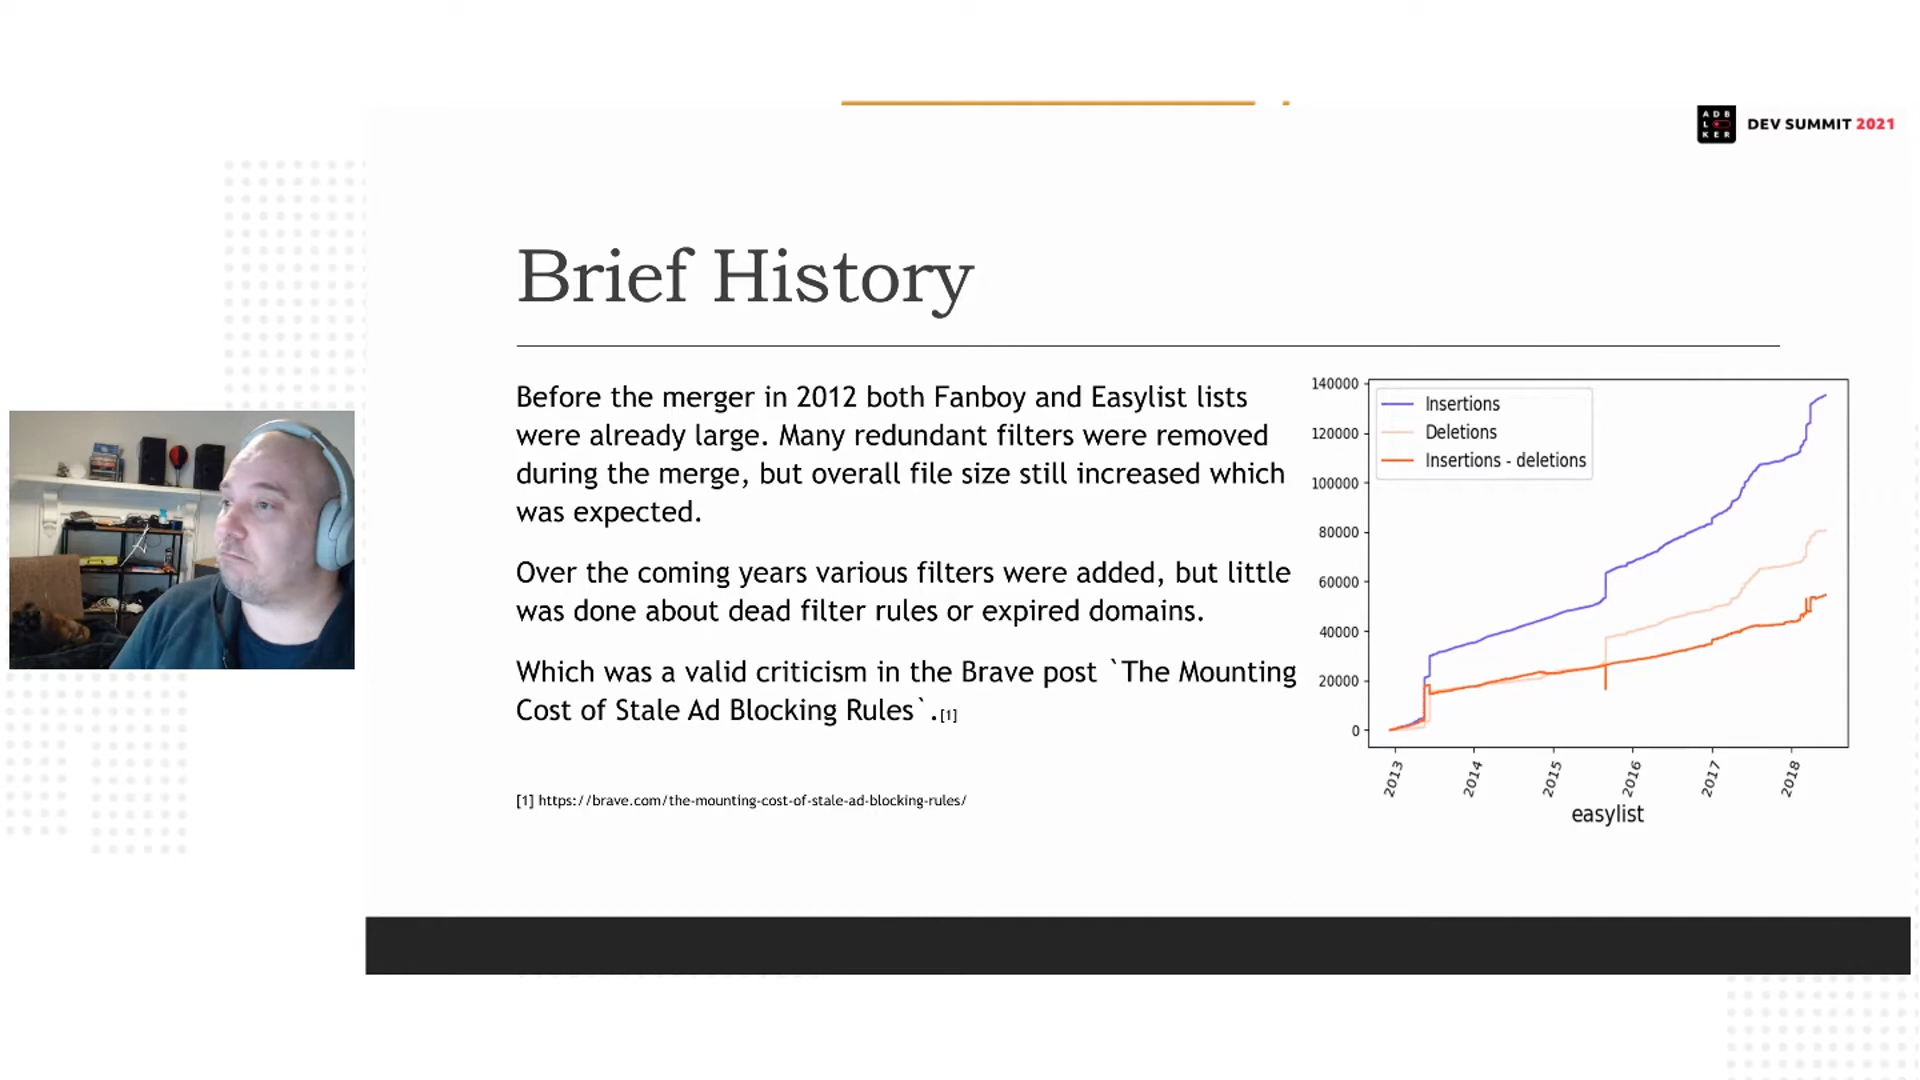 ADB
L
KER
DEV SUMMIT 2021
Brief History
Before the merger in 2012 both Fanboy and Easylist lists
were already large. Many redundant filters were removed
during the merge, but overall file size still increased which
was expected.
Over the coming years various filters were added, but little
was done about dead filter rules or expired domains.
Which was a valid criticism in the Brave post `The Mounting
Cost of Stale Ad Blocking Rules`.[1]
[1] https://brave.com/the-mounting-cost-of-stale-ad-blocking-rules/
Insertions
Deletions
Insertions - deletions
140000
120000
100000
80000
60000
40000
20000
0
2013
2014
2015
2016
2017
2018
easylist